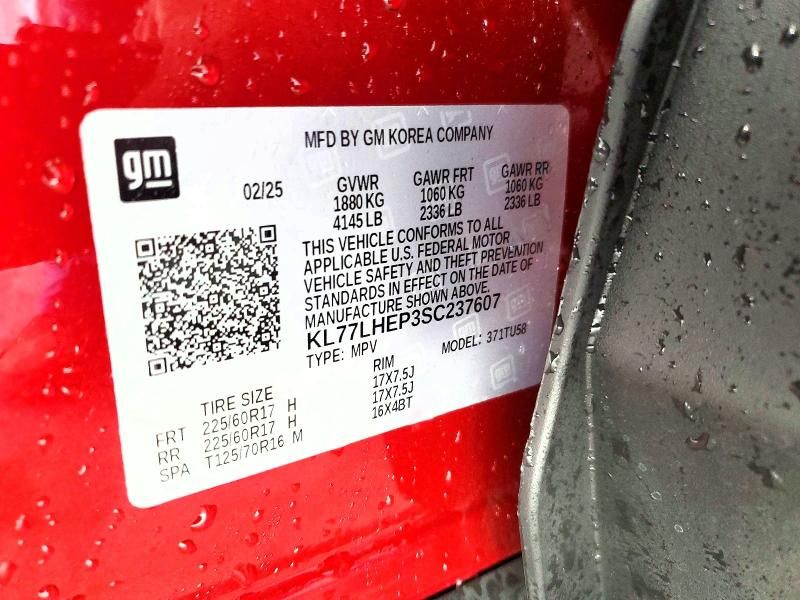 gm
MFD BY GM KOREA COMPANY
02/25
GVWR
1880 KG
4145 LB
GAWR FRT
1060 KG
2336 LB
GAWR RR
1060 KG
2336 LB
THIS VEHICLE CONFORMS TO ALL
APPLICABLE U.S. FEDERAL MOTOR
VEHICLE SAFETY AND THEFT PREVENTION
STANDARDS IN EFFECT ON THE DATE OF
MANUFACTURE SHOWN ABOVE.
KL77LHEP3SC237607
TYPE: MPV
MODEL: 371TU58
TIRE SIZE RIM
FRT 225/60R17 H 17X7.5J
RR 225/60R17 H 17X7.5J
SPA T125/70R16 M 16X4BT